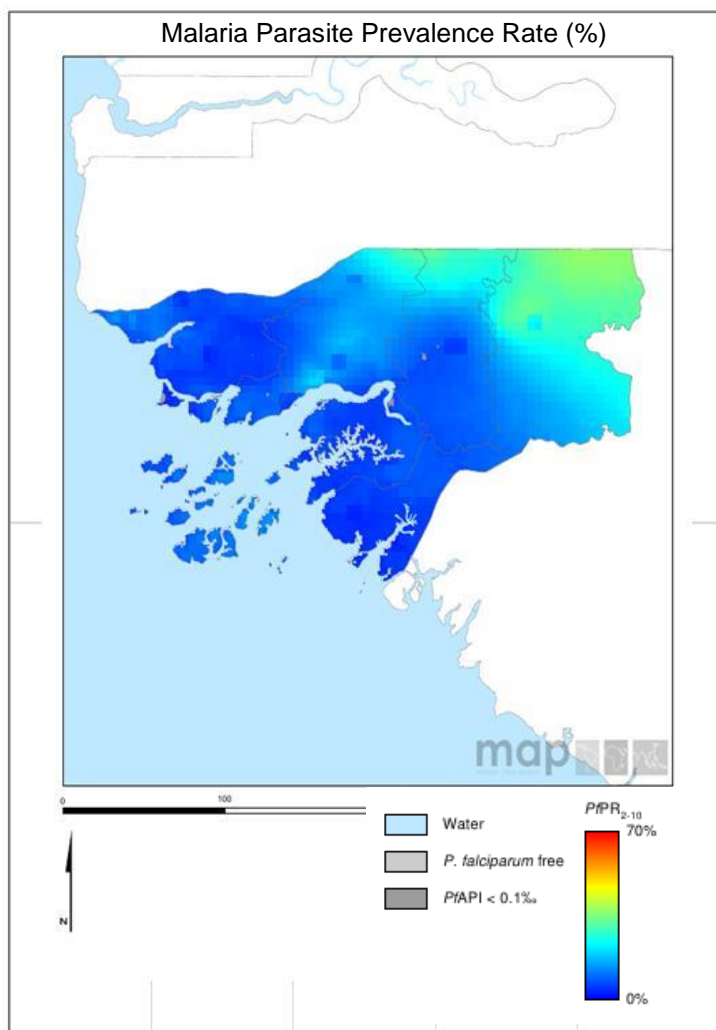 Malaria Parasite Prevalence Rate (%)
map
0 100
Water
P. falciparum free
PfAPI < 0.1‰
N
PfPR2-10
70%
0%